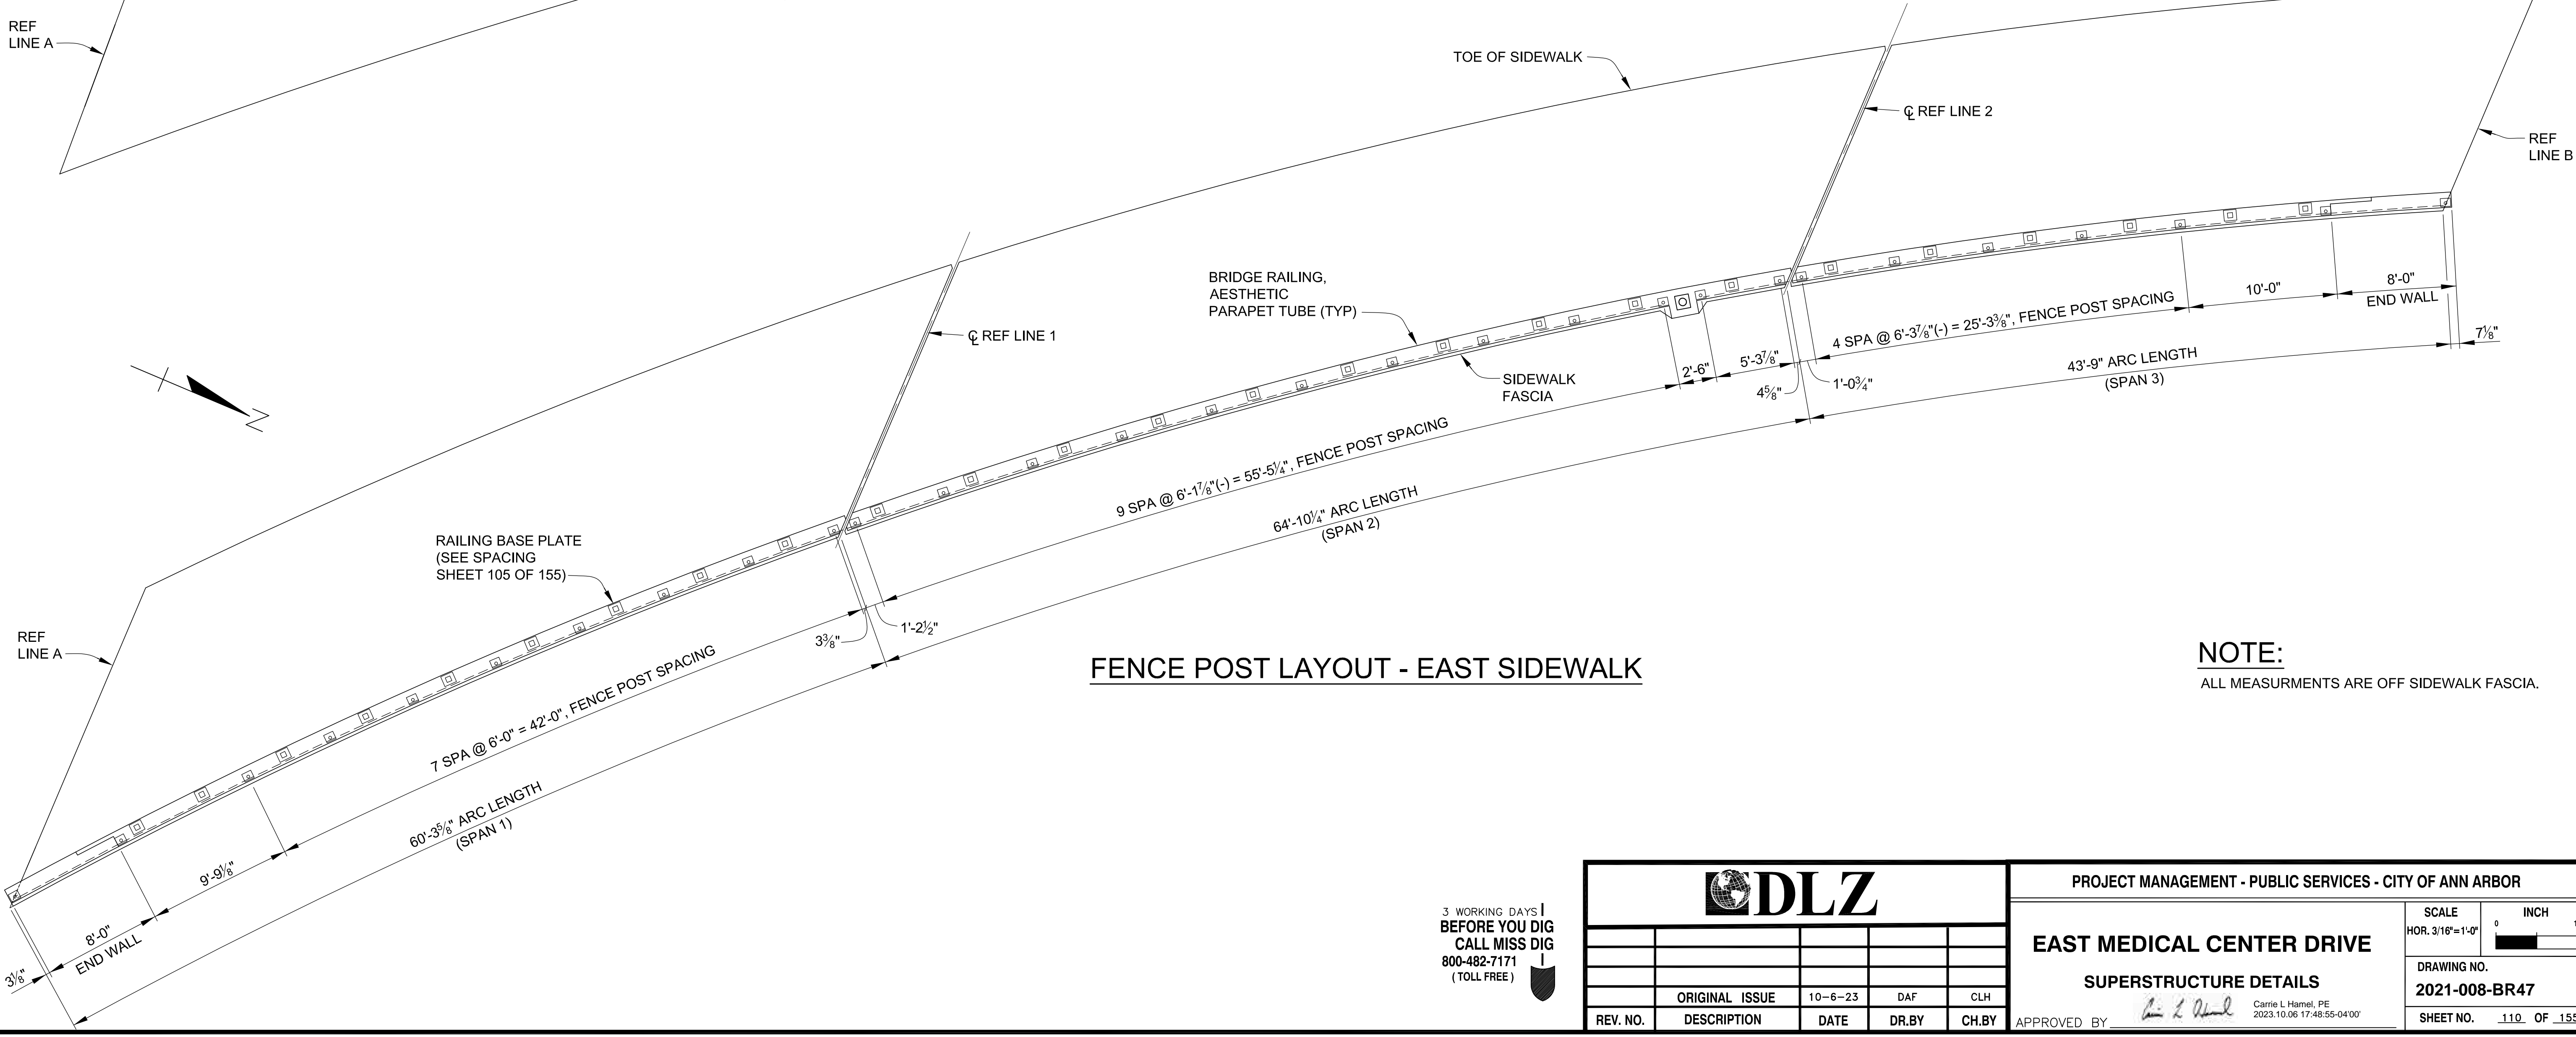 REF
LINE A
TOE OF SIDEWALK
℄ REF LINE 2
REF
LINE B
BRIDGE RAILING,
AESTHETIC
PARAPET TUBE (TYP)
℄ REF LINE 1
SIDEWALK
FASCIA
2'-6"
5'-3⅞"
4⅝"
1'-0¾"
4 SPA @ 6'-3⅞"(-) = 25'-3⅜", FENCE POST SPACING
10'-0"
8'-0"
END WALL
7⅛"
43'-9" ARC LENGTH
(SPAN 3)
N
9 SPA @ 6'-1⅞"(-) = 55'-5¼", FENCE POST SPACING
64'-10¼" ARC LENGTH
(SPAN 2)
RAILING BASE PLATE
(SEE SPACING
SHEET 105 OF 155)
3⅜"
1'-2½"
REF
LINE A
7 SPA @ 6'-0" = 42'-0", FENCE POST SPACING
60'-3⅝" ARC LENGTH
(SPAN 1)
9'-9⅛"
8'-0"
END WALL
3⅛"
FENCE POST LAYOUT - EAST SIDEWALK
NOTE:
ALL MEASURMENTS ARE OFF SIDEWALK FASCIA.
3 WORKING DAYS
BEFORE YOU DIG
CALL MISS DIG
800-482-7171
( TOLL FREE )
DLZ
ORIGINAL ISSUE 10-6-23 DAF CLH
REV. NO. DESCRIPTION DATE DR.BY CH.BY
PROJECT MANAGEMENT - PUBLIC SERVICES - CITY OF ANN ARBOR
EAST MEDICAL CENTER DRIVE
SUPERSTRUCTURE DETAILS
APPROVED BY
Carrie L Hamel, PE
2023.10.06 17:48:55-04'00'
SCALE
HOR. 3/16"=1'-0"
INCH
0 1
DRAWING NO.
2021-008-BR47
SHEET NO. 110 OF 155